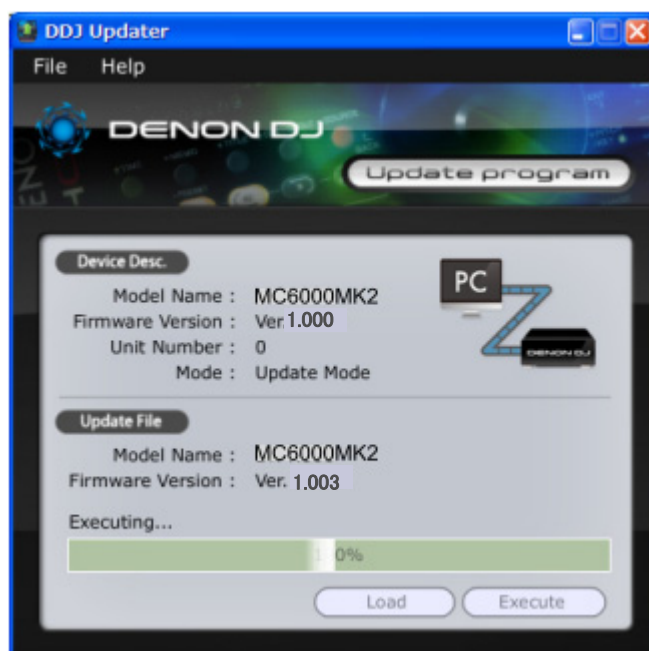 DDJ Updater
File Help
DENON DJ
Update program
Device Desc.
PC
Model Name : MC6000MK2
Firmware Version : Ver.1.000
Unit Number : 0
DENON DJ
Mode : Update Mode
Update File
Model Name : MC6000MK2
Firmware Version : Ver. 1.003
Executing...
Load Execute